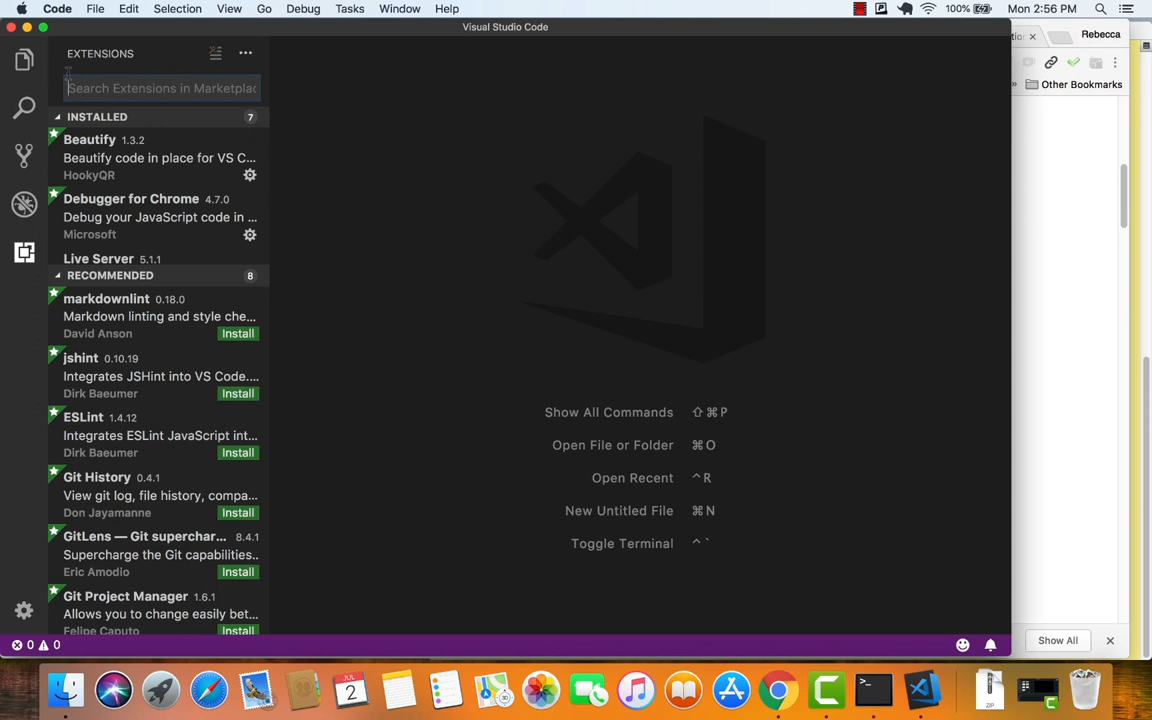 Code File Edit Selection View Go Debug Tasks Window Help 100% Mon 2:56 PM
Visual Studio Code
Rebecca
EXTENSIONS
Other Bookmarks
Search Extensions in Marketplac
INSTALLED 7
Beautify 1.3.2
Beautify code in place for VS C...
HookyQR
Debugger for Chrome 4.7.0
Debug your JavaScript code in ...
Microsoft
Live Server 5.1.1
RECOMMENDED 8
markdownlint 0.18.0
Markdown linting and style che...
David Anson Install
jshint 0.10.19
Integrates JSHint into VS Code....
Dirk Baeumer Install
ESLint 1.4.12
Integrates ESLint JavaScript int...
Dirk Baeumer Install
Git History 0.4.1
View git log, file history, compa...
Don Jayamanne Install
GitLens — Git superchar... 8.4.1
Supercharge the Git capabilities...
Eric Amodio Install
Git Project Manager 1.6.1
Allows you to change easily bet...
Felipe Caputo Install
Show All Commands ⇧⌘P
Open File or Folder ⌘O
Open Recent ^R
New Untitled File ⌘N
Toggle Terminal ^`
0 0
Show All
JUL
2
ZIP